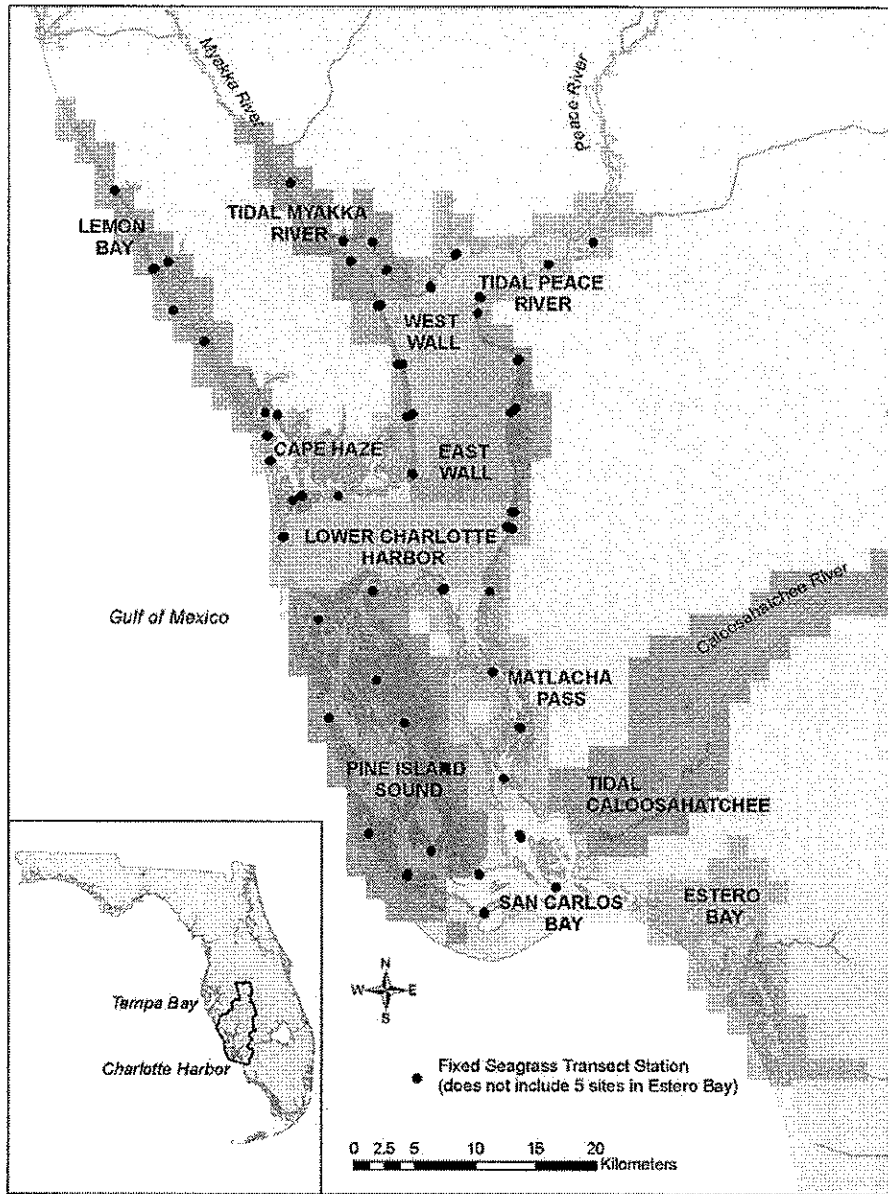 Myakka River
Peace River
LEMON
BAY
TIDAL MYAKKA
RIVER
TIDAL PEACE
RIVER
WEST
WALL
CAPE HAZE
EAST
WALL
LOWER CHARLOTTE
HARBOR
Gulf of Mexico
Caloosahatchee River
MATLACHA
PASS
PINE ISLAND
SOUND
TIDAL
CALOOSAHATCHEE
SAN CARLOS
BAY
ESTERO
BAY
Tampa Bay
Charlotte Harbor
N
W E
S
Fixed Seagrass Transect Station
(does not include 5 sites in Estero Bay)
0 2.5 5 10 15 20
Kilometers